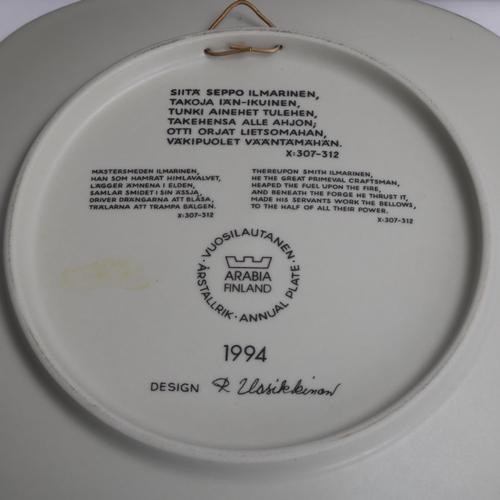 SIITÄ SEPPO ILMARINEN,
TAKOJA IÄN-IKUINEN,
TUNKI AINEHET TULEHEN,
TAKEHENSA ALLE AHJON;
OTTI ORJAT LIETSOMAHAN,
VÄKIPUOLET VÄÄNTÄMÄHÄN.
X:307-312
MÄSTERSMEDEN ILMARINEN,
HAN SOM HAMRAT HIMLAVALVET,
LÄGGER ÄMNENA I ELDEN,
SAMLAR SMIDET I SIN ÄSSJA,
DRIVER DRÄNGARNA ATT BLÅSA,
TRÄLARNA ATT TRAMPA BÄLGEN.
X:307-312
THEREUPON SMITH ILMARINEN,
HE THE GREAT PRIMEVAL CRAFTSMAN,
HEAPED THE FUEL UPON THE FIRE,
AND BENEATH THE FORGE HE THRUST IT,
MADE HIS SERVANTS WORK THE BELLOWS,
TO THE HALF OF ALL THEIR POWER.
X:307-312
· VUOSILAUTANEN ·
ARABIA
FINLAND
ÅRSTALLRIK · ANNUAL PLATE
1994
DESIGN R. Uosikkinen